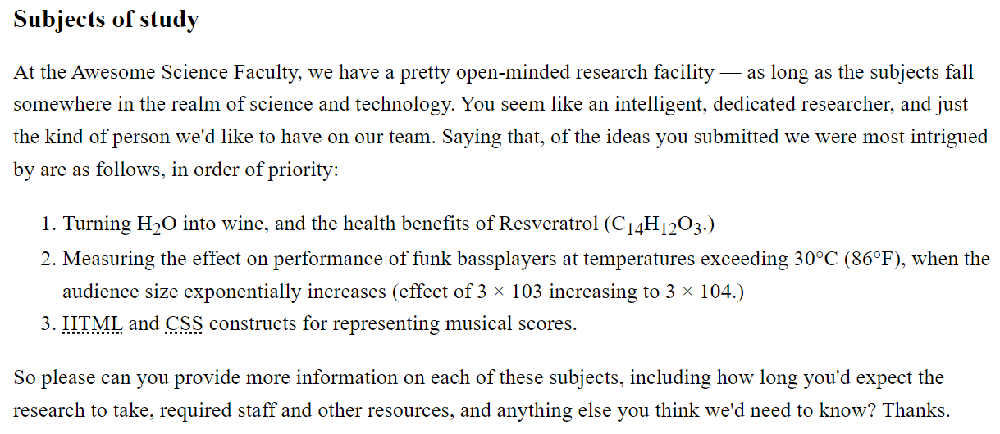 Subjects of study
At the Awesome Science Faculty, we have a pretty open-minded research facility — as long as the subjects fall
somewhere in the realm of science and technology. You seem like an intelligent, dedicated researcher, and just
the kind of person we'd like to have on our team. Saying that, of the ideas you submitted we were most intrigued
by are as follows, in order of priority:
1. Turning H₂O into wine, and the health benefits of Resveratrol (C₁₄H₁₂O₃.)
2. Measuring the effect on performance of funk bassplayers at temperatures exceeding 30°C (86°F), when the
audience size exponentially increases (effect of 3 × 103 increasing to 3 × 104.)
3. HTML and CSS constructs for representing musical scores.
So please can you provide more information on each of these subjects, including how long you'd expect the
research to take, required staff and other resources, and anything else you think we'd need to know? Thanks.